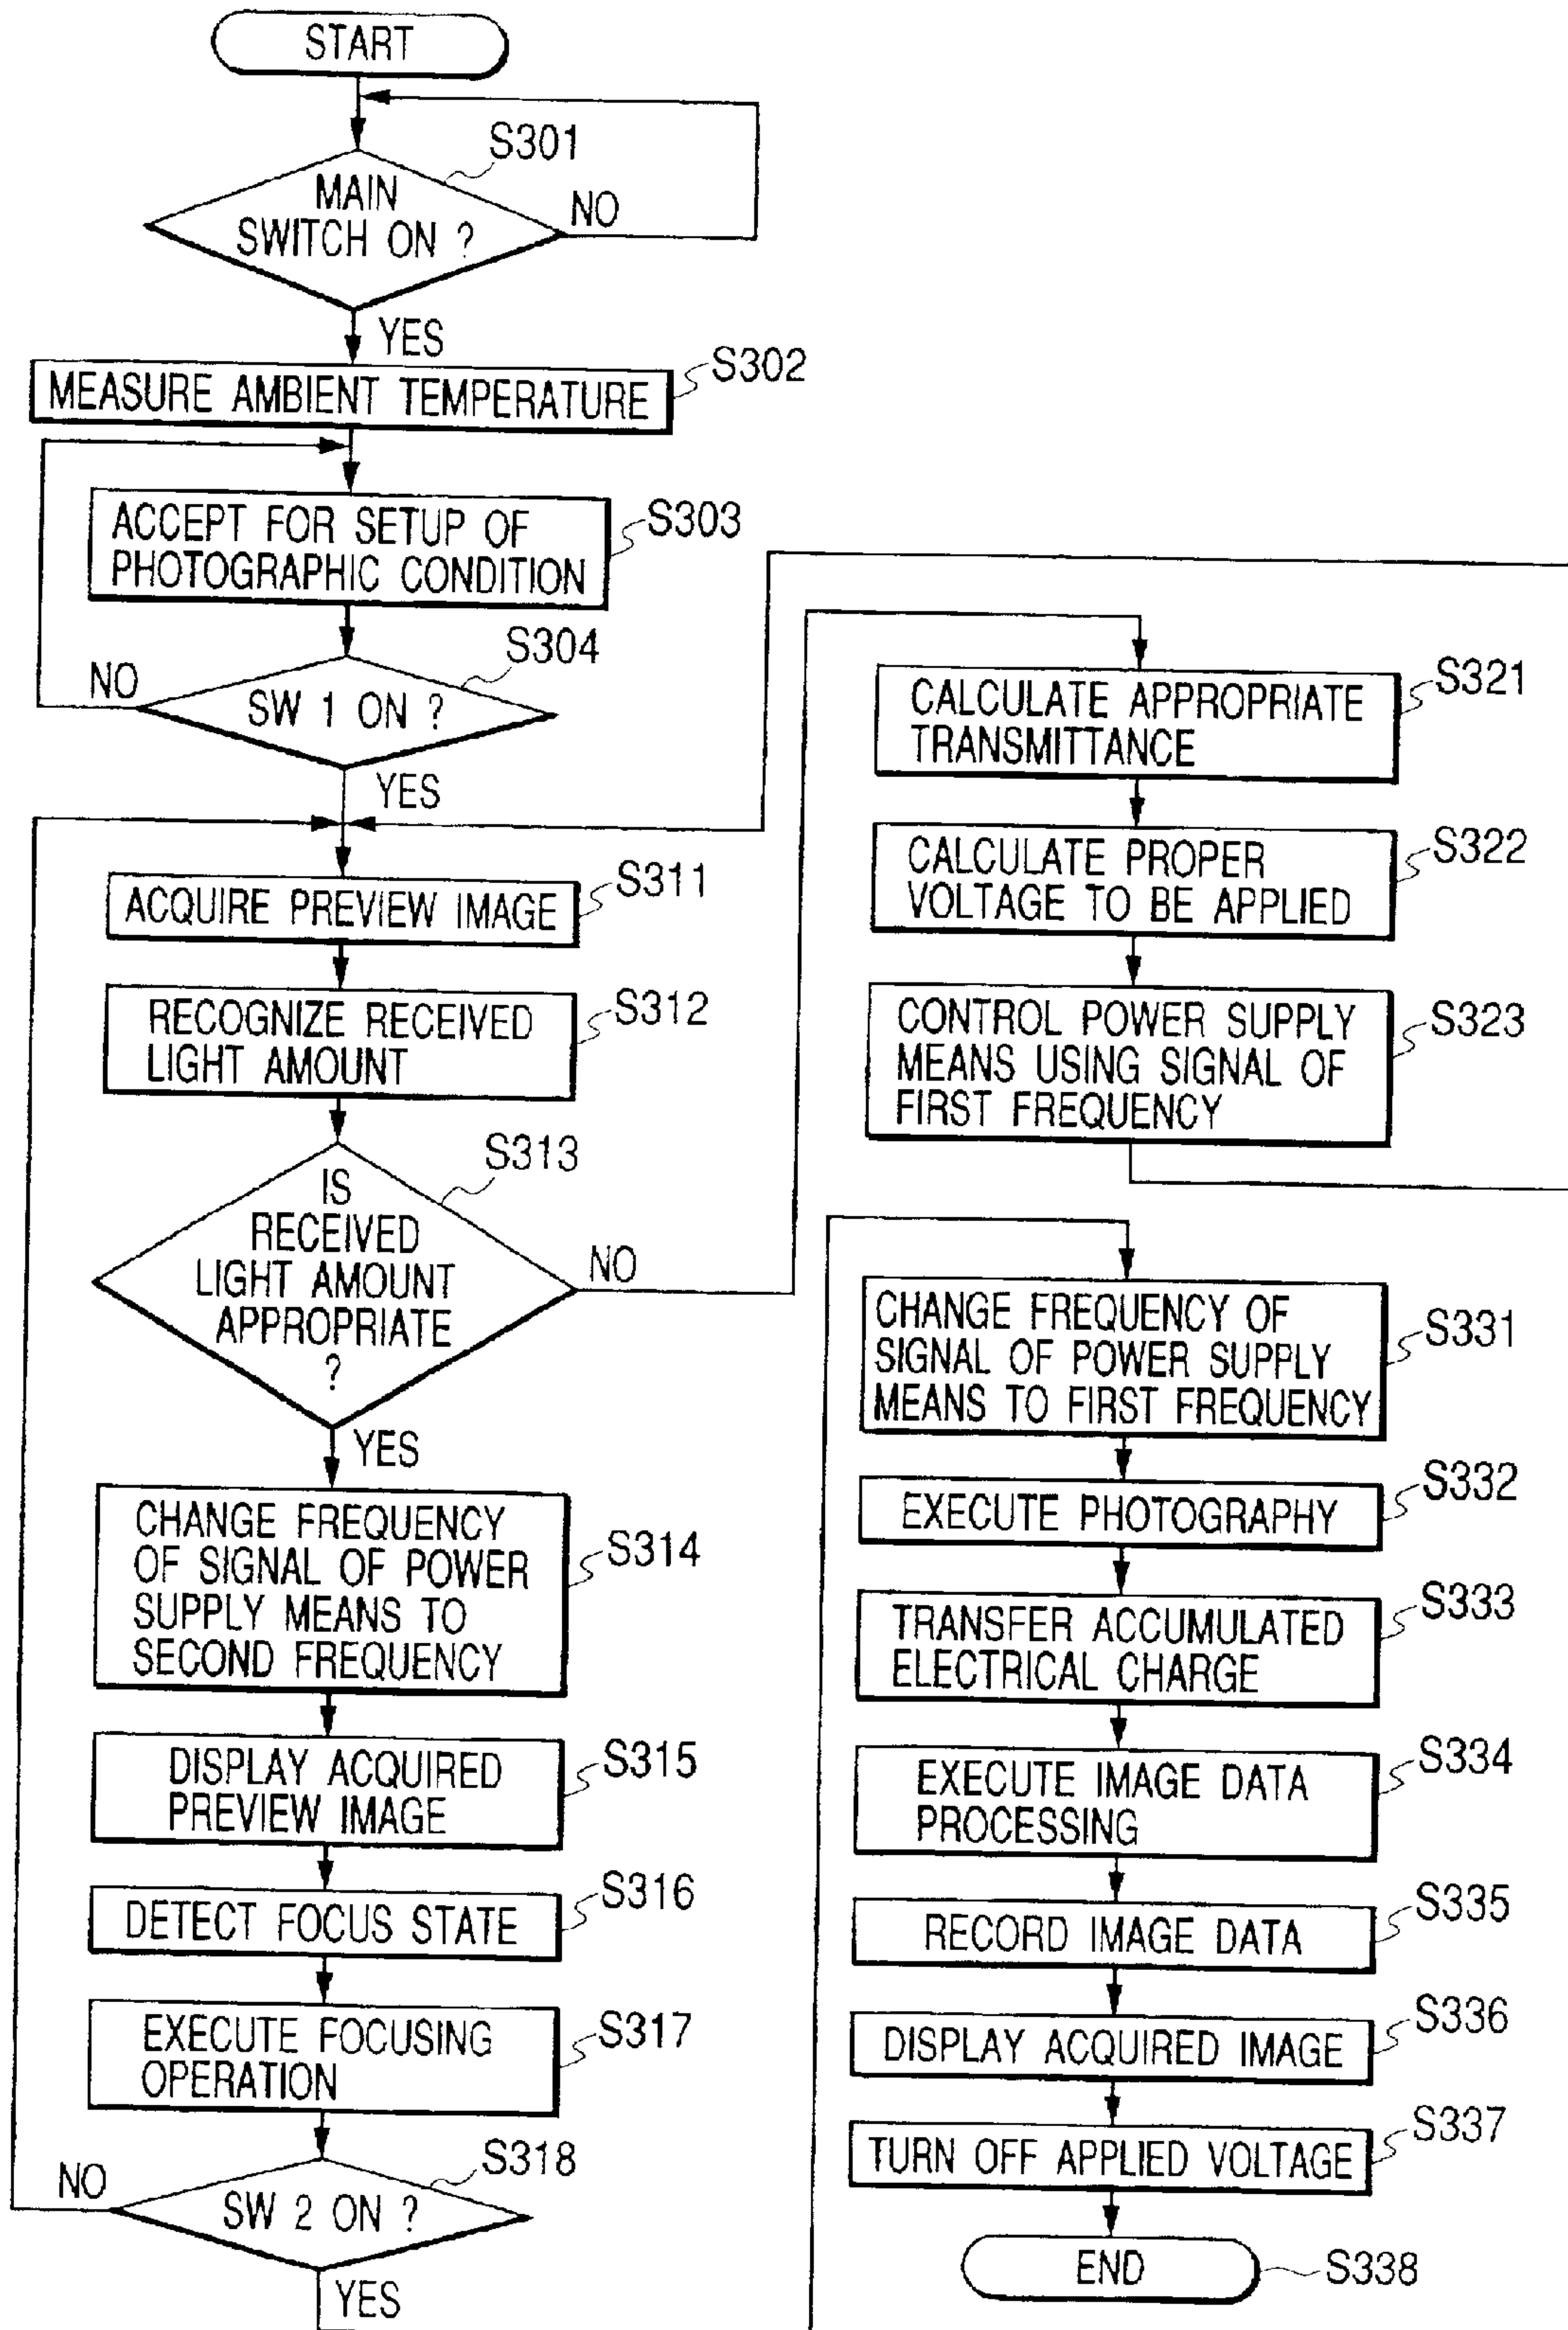 START
S301
MAIN
SWITCH ON ?
NO
YES
S302
MEASURE AMBIENT TEMPERATURE
S303
ACCEPT FOR SETUP OF
PHOTOGRAPHIC CONDITION
S304
NO
SW 1 ON ?
YES
S311
ACQUIRE PREVIEW IMAGE
S312
RECOGNIZE RECEIVED
LIGHT AMOUNT
S313
IS
RECEIVED
LIGHT AMOUNT
APPROPRIATE
?
NO
YES
S314
CHANGE FREQUENCY
OF SIGNAL OF POWER
SUPPLY MEANS TO
SECOND FREQUENCY
S315
DISPLAY ACQUIRED
PREVIEW IMAGE
S316
DETECT FOCUS STATE
S317
EXECUTE FOCUSING
OPERATION
S318
NO
SW 2 ON ?
YES
S321
CALCULATE APPROPRIATE
TRANSMITTANCE
S322
CALCULATE PROPER
VOLTAGE TO BE APPLIED
S323
CONTROL POWER SUPPLY
MEANS USING SIGNAL OF
FIRST FREQUENCY
S331
CHANGE FREQUENCY OF
SIGNAL OF POWER SUPPLY
MEANS TO FIRST FREQUENCY
S332
EXECUTE PHOTOGRAPHY
S333
TRANSFER ACCUMULATED
ELECTRICAL CHARGE
S334
EXECUTE IMAGE DATA
PROCESSING
S335
RECORD IMAGE DATA
S336
DISPLAY ACQUIRED IMAGE
S337
TURN OFF APPLIED VOLTAGE
END
S338